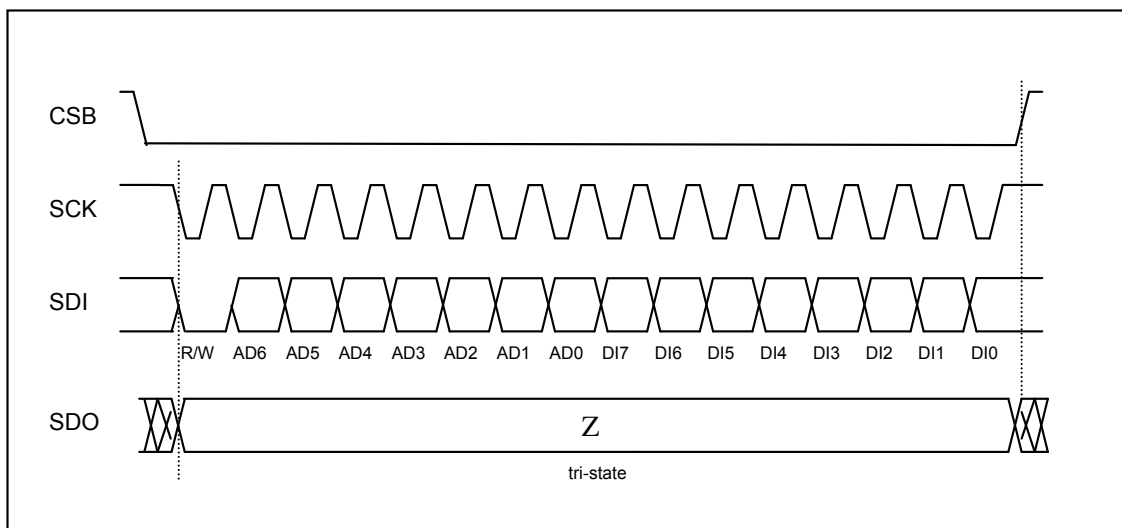 CSB
SCK
SDI
R/W AD6 AD5 AD4 AD3 AD2 AD1 AD0 DI7 DI6 DI5 DI4 DI3 DI2 DI1 DI0
SDO
Z
tri-state